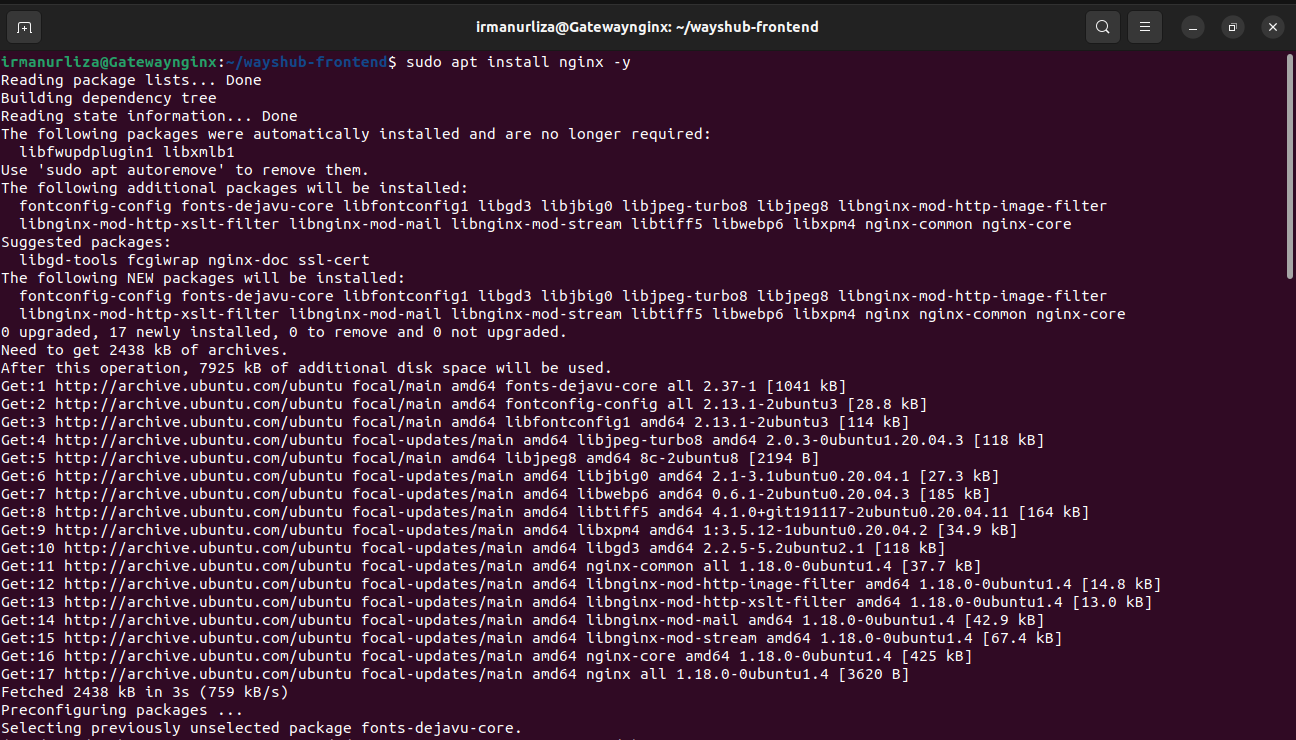 irmanurliza@Gatewaynginx: ~/wayshub-frontend
irmanurliza@Gatewaynginx:~/wayshub-frontend$ sudo apt install nginx -y
Reading package lists... Done
Building dependency tree
Reading state information... Done
The following packages were automatically installed and are no longer required:
  libfwupdplugin1 libxmlb1
Use 'sudo apt autoremove' to remove them.
The following additional packages will be installed:
  fontconfig-config fonts-dejavu-core libfontconfig1 libgd3 libjbig0 libjpeg-turbo8 libjpeg8 libnginx-mod-http-image-filter
  libnginx-mod-http-xslt-filter libnginx-mod-mail libnginx-mod-stream libtiff5 libwebp6 libxpm4 nginx-common nginx-core
Suggested packages:
  libgd-tools fcgiwrap nginx-doc ssl-cert
The following NEW packages will be installed:
  fontconfig-config fonts-dejavu-core libfontconfig1 libgd3 libjbig0 libjpeg-turbo8 libjpeg8 libnginx-mod-http-image-filter
  libnginx-mod-http-xslt-filter libnginx-mod-mail libnginx-mod-stream libtiff5 libwebp6 libxpm4 nginx nginx-common nginx-core
0 upgraded, 17 newly installed, 0 to remove and 0 not upgraded.
Need to get 2438 kB of archives.
After this operation, 7925 kB of additional disk space will be used.
Get:1 http://archive.ubuntu.com/ubuntu focal/main amd64 fonts-dejavu-core all 2.37-1 [1041 kB]
Get:2 http://archive.ubuntu.com/ubuntu focal/main amd64 fontconfig-config all 2.13.1-2ubuntu3 [28.8 kB]
Get:3 http://archive.ubuntu.com/ubuntu focal/main amd64 libfontconfig1 amd64 2.13.1-2ubuntu3 [114 kB]
Get:4 http://archive.ubuntu.com/ubuntu focal-updates/main amd64 libjpeg-turbo8 amd64 2.0.3-0ubuntu1.20.04.3 [118 kB]
Get:5 http://archive.ubuntu.com/ubuntu focal/main amd64 libjpeg8 amd64 8c-2ubuntu8 [2194 B]
Get:6 http://archive.ubuntu.com/ubuntu focal-updates/main amd64 libjbig0 amd64 2.1-3.1ubuntu0.20.04.1 [27.3 kB]
Get:7 http://archive.ubuntu.com/ubuntu focal-updates/main amd64 libwebp6 amd64 0.6.1-2ubuntu0.20.04.3 [185 kB]
Get:8 http://archive.ubuntu.com/ubuntu focal-updates/main amd64 libtiff5 amd64 4.1.0+git191117-2ubuntu0.20.04.11 [164 kB]
Get:9 http://archive.ubuntu.com/ubuntu focal-updates/main amd64 libxpm4 amd64 1:3.5.12-1ubuntu0.20.04.2 [34.9 kB]
Get:10 http://archive.ubuntu.com/ubuntu focal-updates/main amd64 libgd3 amd64 2.2.5-5.2ubuntu2.1 [118 kB]
Get:11 http://archive.ubuntu.com/ubuntu focal-updates/main amd64 nginx-common all 1.18.0-0ubuntu1.4 [37.7 kB]
Get:12 http://archive.ubuntu.com/ubuntu focal-updates/main amd64 libnginx-mod-http-image-filter amd64 1.18.0-0ubuntu1.4 [14.8 kB]
Get:13 http://archive.ubuntu.com/ubuntu focal-updates/main amd64 libnginx-mod-http-xslt-filter amd64 1.18.0-0ubuntu1.4 [13.0 kB]
Get:14 http://archive.ubuntu.com/ubuntu focal-updates/main amd64 libnginx-mod-mail amd64 1.18.0-0ubuntu1.4 [42.9 kB]
Get:15 http://archive.ubuntu.com/ubuntu focal-updates/main amd64 libnginx-mod-stream amd64 1.18.0-0ubuntu1.4 [67.4 kB]
Get:16 http://archive.ubuntu.com/ubuntu focal-updates/main amd64 nginx-core amd64 1.18.0-0ubuntu1.4 [425 kB]
Get:17 http://archive.ubuntu.com/ubuntu focal-updates/main amd64 nginx all 1.18.0-0ubuntu1.4 [3620 B]
Fetched 2438 kB in 3s (759 kB/s)
Preconfiguring packages ...
Selecting previously unselected package fonts-dejavu-core.